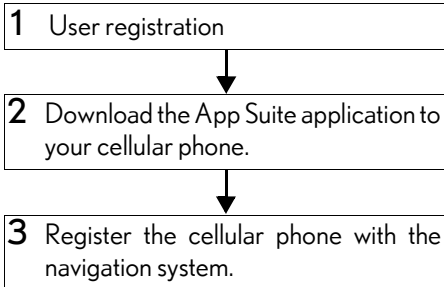 1 User registration
2 Download the App Suite application to
your cellular phone.
3 Register the cellular phone with the
navigation system.